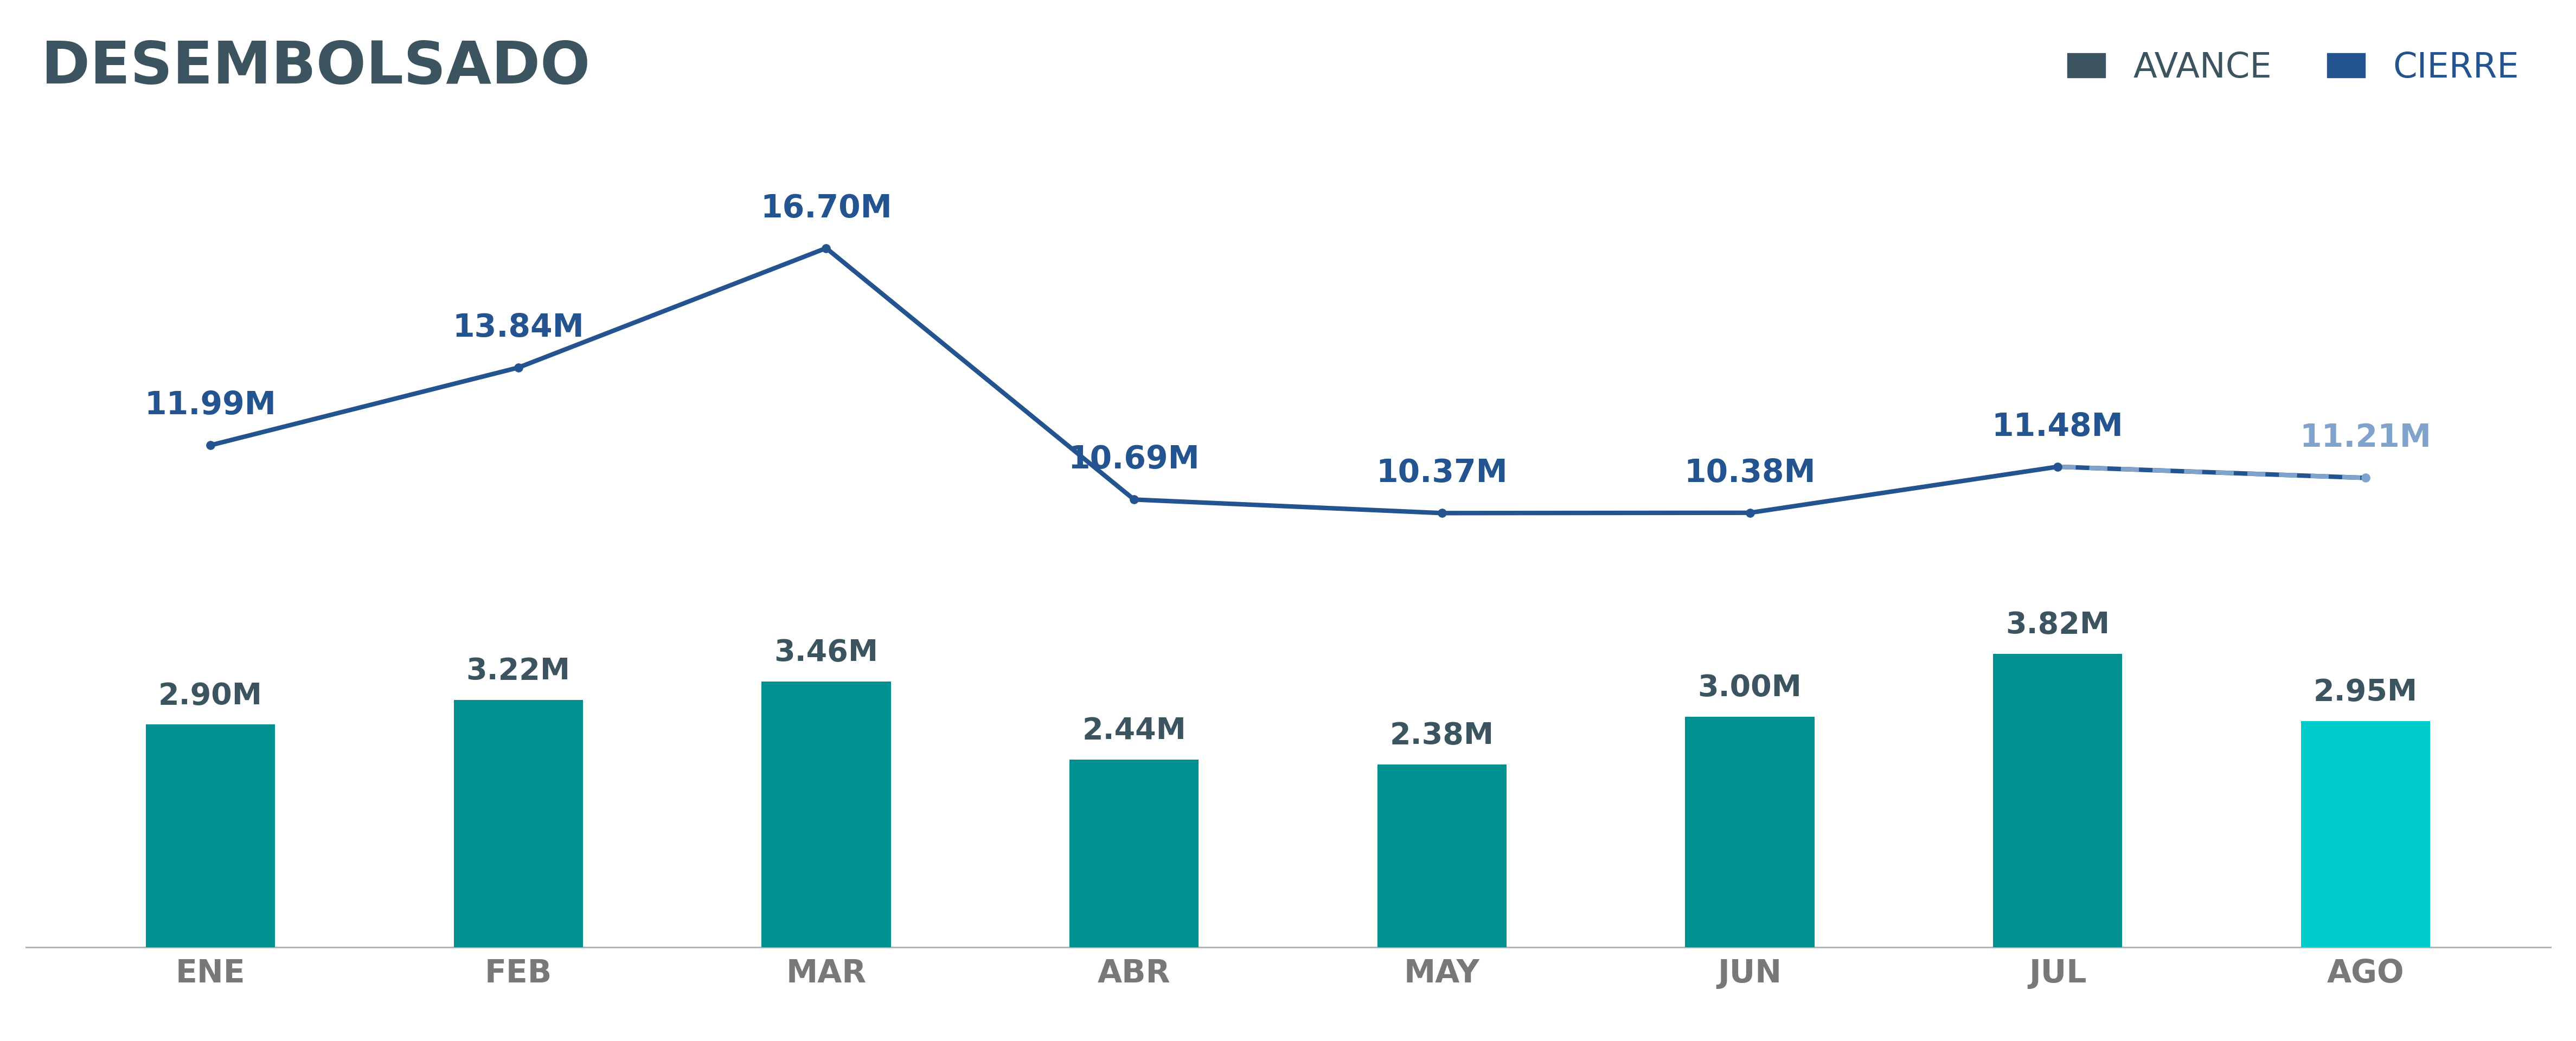 DESEMBOLSADO
AVANCE CIERRE
16.70M
13.84M
11.99M
11.48M
11.21M
10.69M
10.37M
10.38M
3.82M
3.46M
3.22M
3.00M
2.95M
2.90M
2.44M
2.38M
ENE FEB MAR ABR MAY JUN JUL AGO